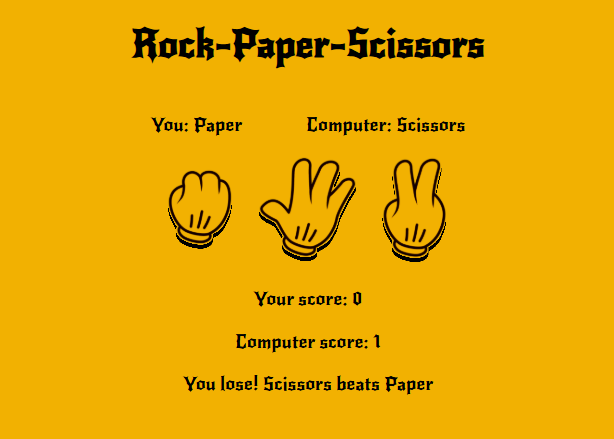 Rock-Paper-Scissors
You: Paper
Computer: Scissors
Your score: 0
Computer score: 1
You lose! Scissors beats Paper